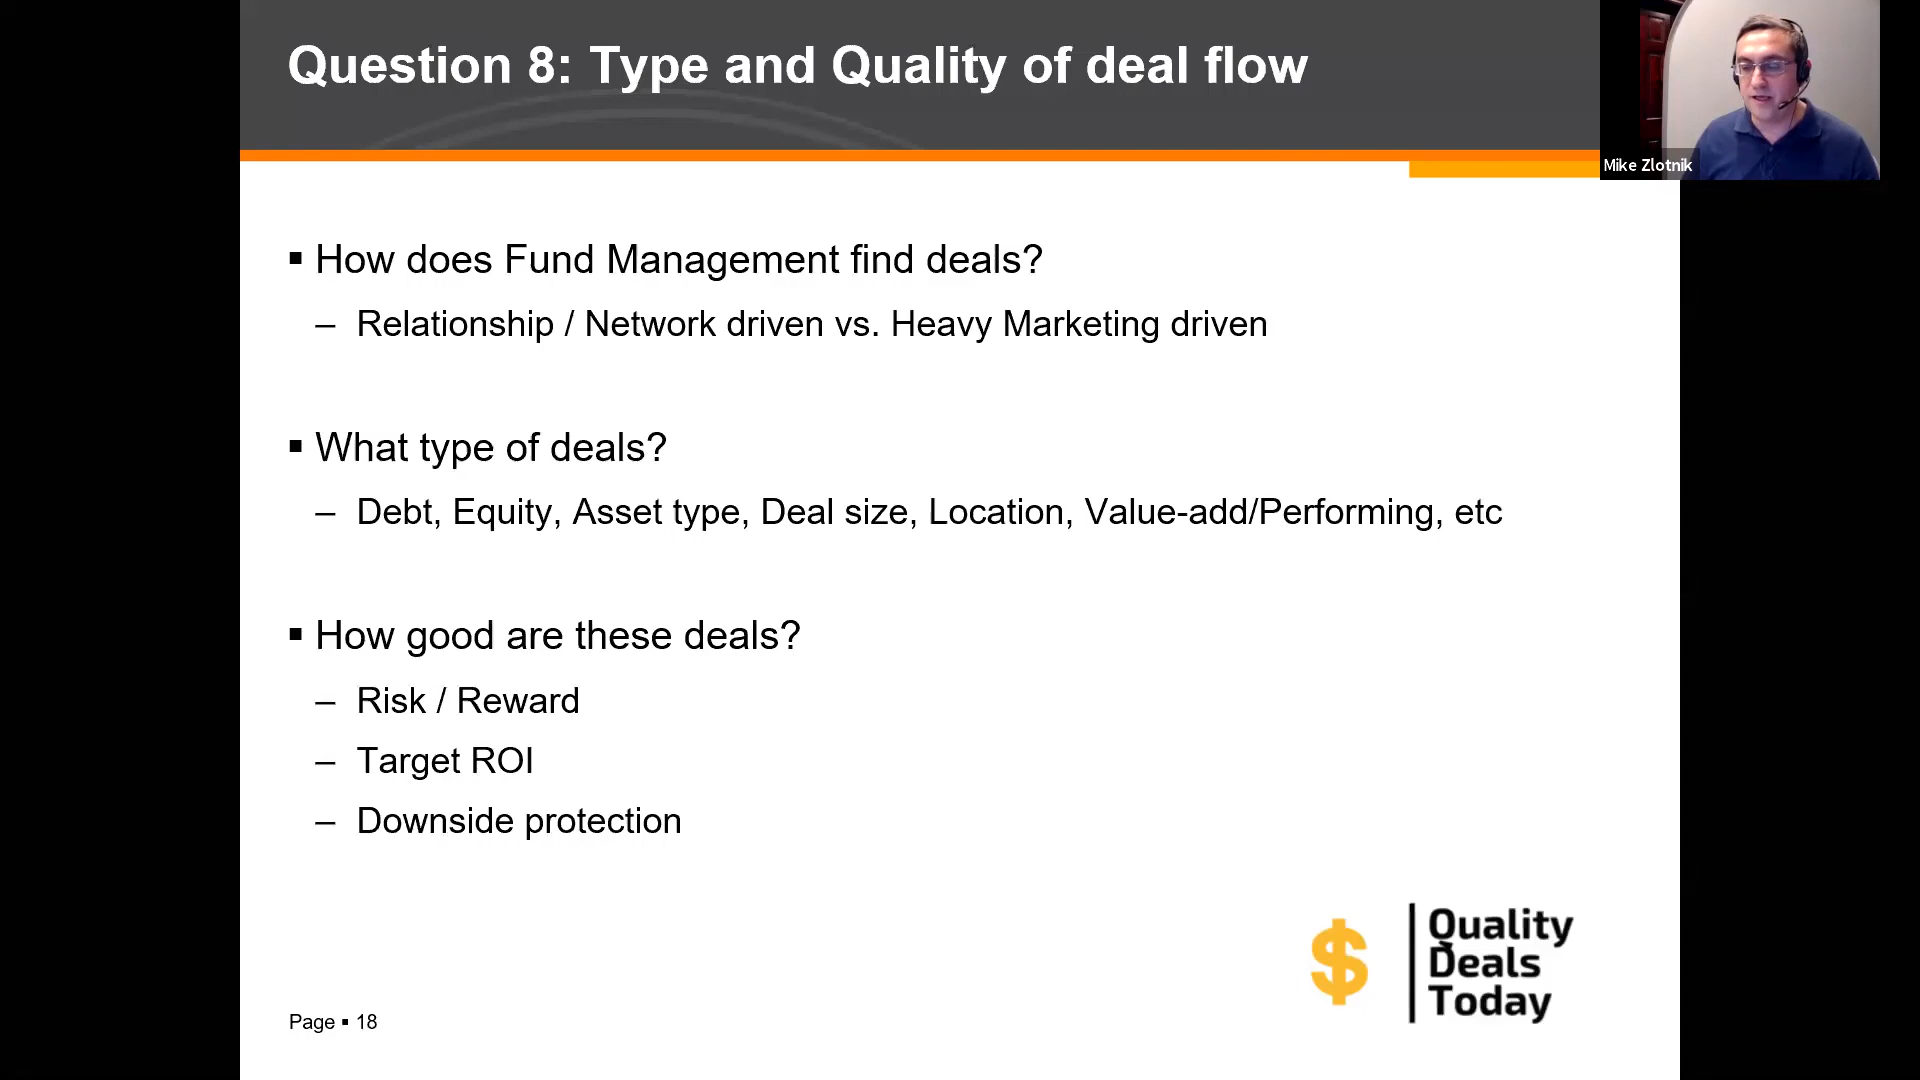 Question 8: Type and Quality of deal flow
Mike Zlotnik
▪ How does Fund Management find deals?
– Relationship / Network driven vs. Heavy Marketing driven
▪ What type of deals?
– Debt, Equity, Asset type, Deal size, Location, Value-add/Performing, etc
▪ How good are these deals?
– Risk / Reward
– Target ROI
– Downside protection
$
Quality
Deals
Today
Page ▪ 18